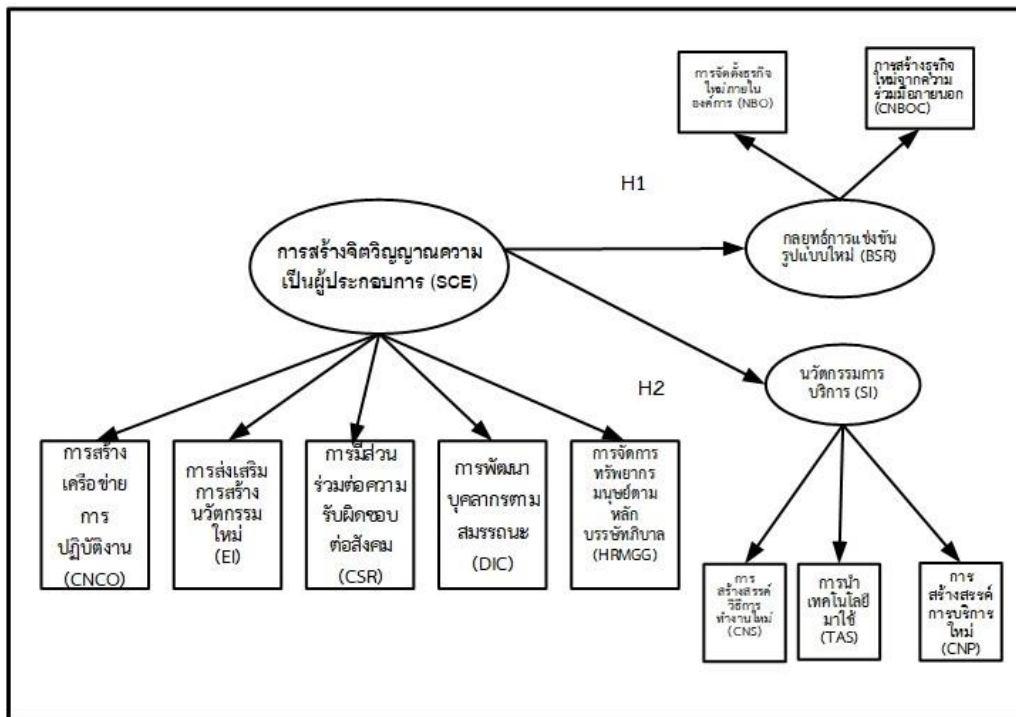 การจัดตั้งธุรกิจ
ใหม่ภายใน
องค์การ (NBO)
การสร้างธุรกิจ
ใหม่จากความ
ร่วมมือภายนอก
(CNBOC)
H1
การสร้างจิตวิญญาณความ
เป็นผู้ประกอบการ (SCE)
กลยุทธ์การแข่งขัน
รูปแบบใหม่ (BSR)
H2
นวัตกรรมการ
บริการ (SI)
การสร้าง
เครือข่าย
การ
ปฏิบัติงาน
(CNCO)
การส่งเสริม
การสร้าง
นวัตกรรม
ใหม่
(EI)
การมีส่วน
ร่วมต่อความ
รับผิดชอบ
ต่อสังคม
(CSR)
การพัฒนา
บุคลากรตาม
สมรรถนะ
(DIC)
การจัดการ
ทรัพยากร
มนุษย์ตาม
หลัก
บรรษัทภิบาล
(HRMGG)
การ
สร้างสรรค์
วิธีการ
ทำงานใหม่
(CNS)
การนำ
เทคโนโลยี
มาใช้
(TAS)
การ
สร้างสรรค์
การบริการ
ใหม่
(CNP)